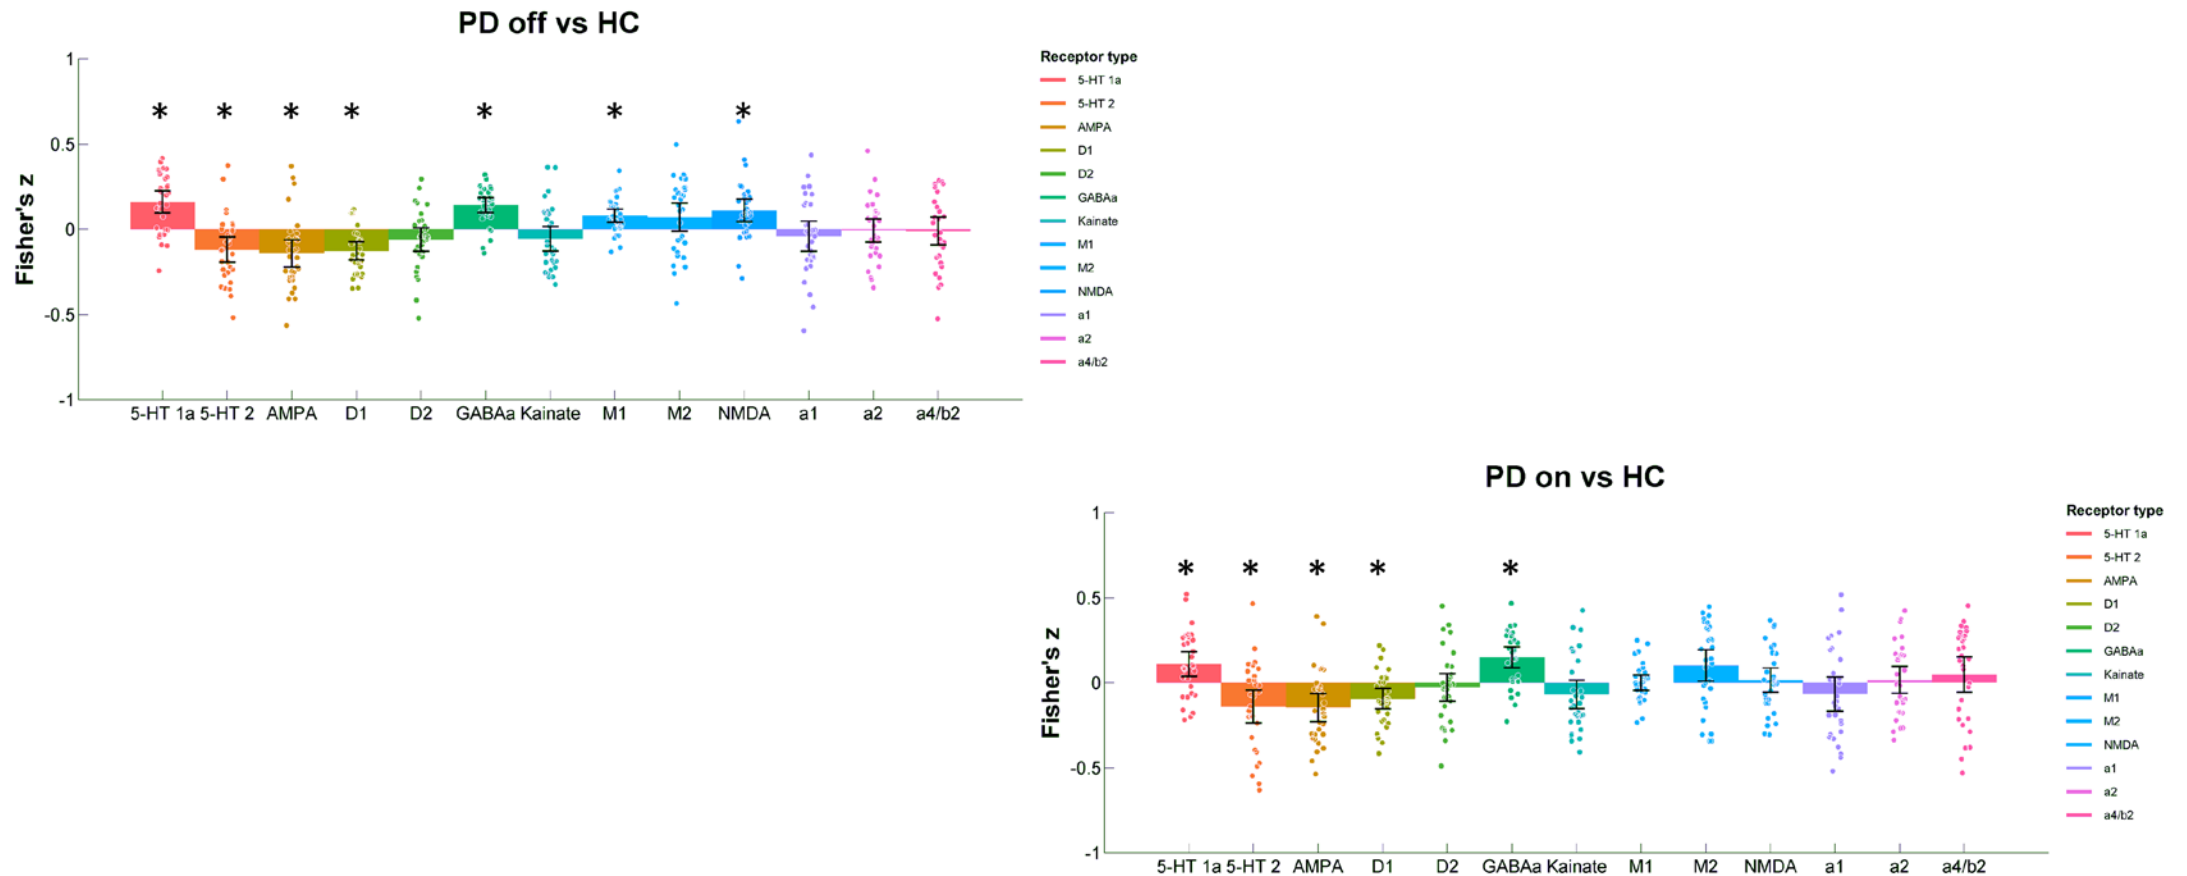 PD off vs HC
Fisher's z
1
0.5
0
-0.5
-1
* * * * * * *
5-HT 1a 5-HT 2 AMPA D1 D2 GABAa Kainate M1 M2 NMDA a1 a2 a4/b2
Receptor type
5-HT 1a
5-HT 2
AMPA
D1
D2
GABAa
Kainate
M1
M2
NMDA
a1
a2
a4/b2
PD on vs HC
Fisher's z
1
0.5
0
-0.5
-1
* * * * *
5-HT 1a 5-HT 2 AMPA D1 D2 GABAa Kainate M1 M2 NMDA a1 a2 a4/b2
Receptor type
5-HT 1a
5-HT 2
AMPA
D1
D2
GABAa
Kainate
M1
M2
NMDA
a1
a2
a4/b2